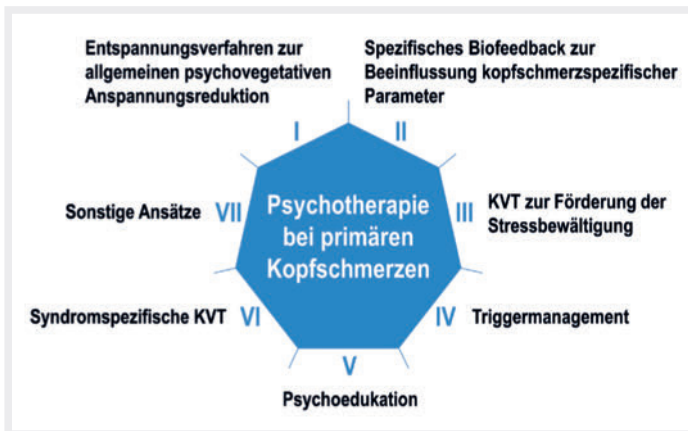 Entspannungsverfahren zur
allgemeinen psychovegetativen
Anspannungsreduktion
I
Spezifisches Biofeedback zur
Beeinflussung kopfschmerzspezifischer
Parameter
II
KVT zur Förderung der
Stressbewältigung
III
Triggermanagement
IV
Psychoedukation
V
Syndromspezifische KVT
VI
Sonstige Ansätze
VII
Psychotherapie
bei primären
Kopfschmerzen